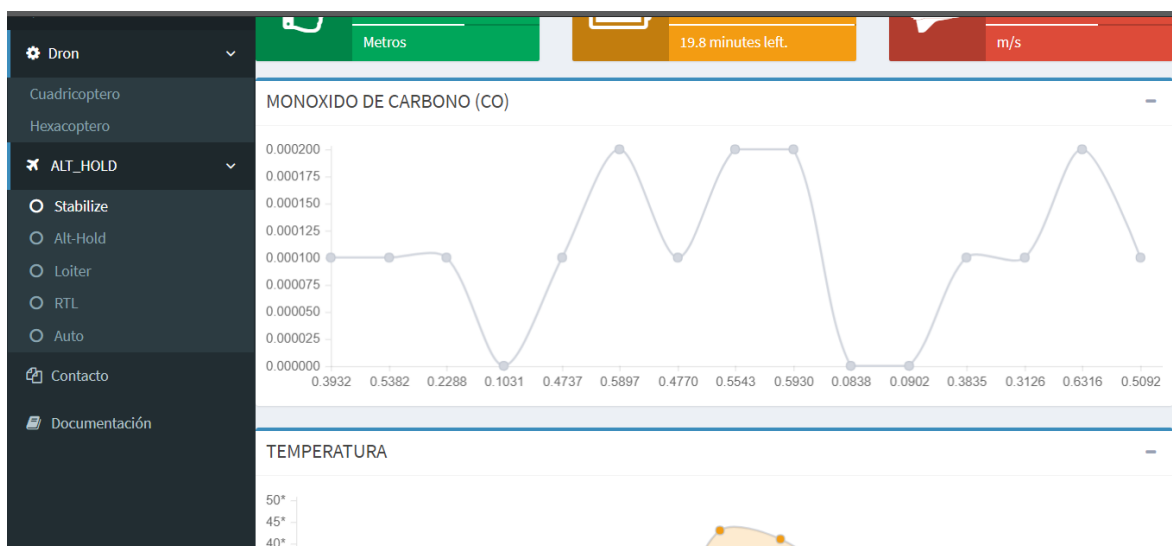 Dron
Cuadricoptero
Hexacoptero
ALT_HOLD
Stabilize
Alt-Hold
Loiter
RTL
Auto
Contacto
Documentación
Metros
19.8 minutes left.
m/s
MONOXIDO DE CARBONO (CO)
0.000200
0.000175
0.000150
0.000125
0.000100
0.000075
0.000050
0.000025
0.000000
0.3932 0.5382 0.2288 0.1031 0.4737 0.5897 0.4770 0.5543 0.5930 0.0838 0.0902 0.3835 0.3126 0.6316 0.5092
TEMPERATURA
50*
45*
40*